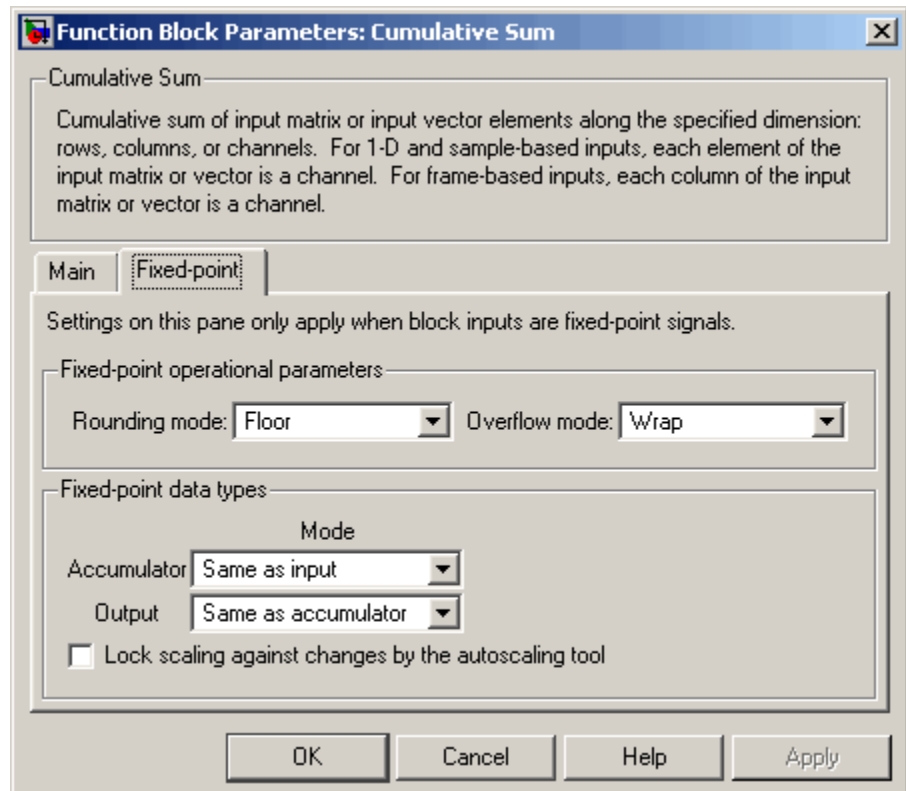 Function Block Parameters: Cumulative Sum
Cumulative Sum
Cumulative sum of input matrix or input vector elements along the specified dimension:
rows, columns, or channels. For 1-D and sample-based inputs, each element of the
input matrix or vector is a channel. For frame-based inputs, each column of the input
matrix or vector is a channel.
Main Fixed-point
Settings on this pane only apply when block inputs are fixed-point signals.
Fixed-point operational parameters
Rounding mode: Floor Overflow mode: Wrap
Fixed-point data types
Mode
Accumulator Same as input
Output Same as accumulator
Lock scaling against changes by the autoscaling tool
OK Cancel Help Apply